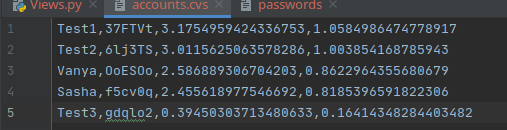 Views.py accounts.cvs passwords
1 Test1,37FTVt,3.1754959424336753,1.0584986474778917
2 Test2,6lj3TS,3.0115625063578286,1.003854168785943
3 Vanya,OoESOo,2.586889306704203,0.8622964355680679
4 Sasha,f5cv0q,2.455618977546692,0.8185396591822306
5 Test3,gdqlo2,0.39450303713480633,0.16414348284403482